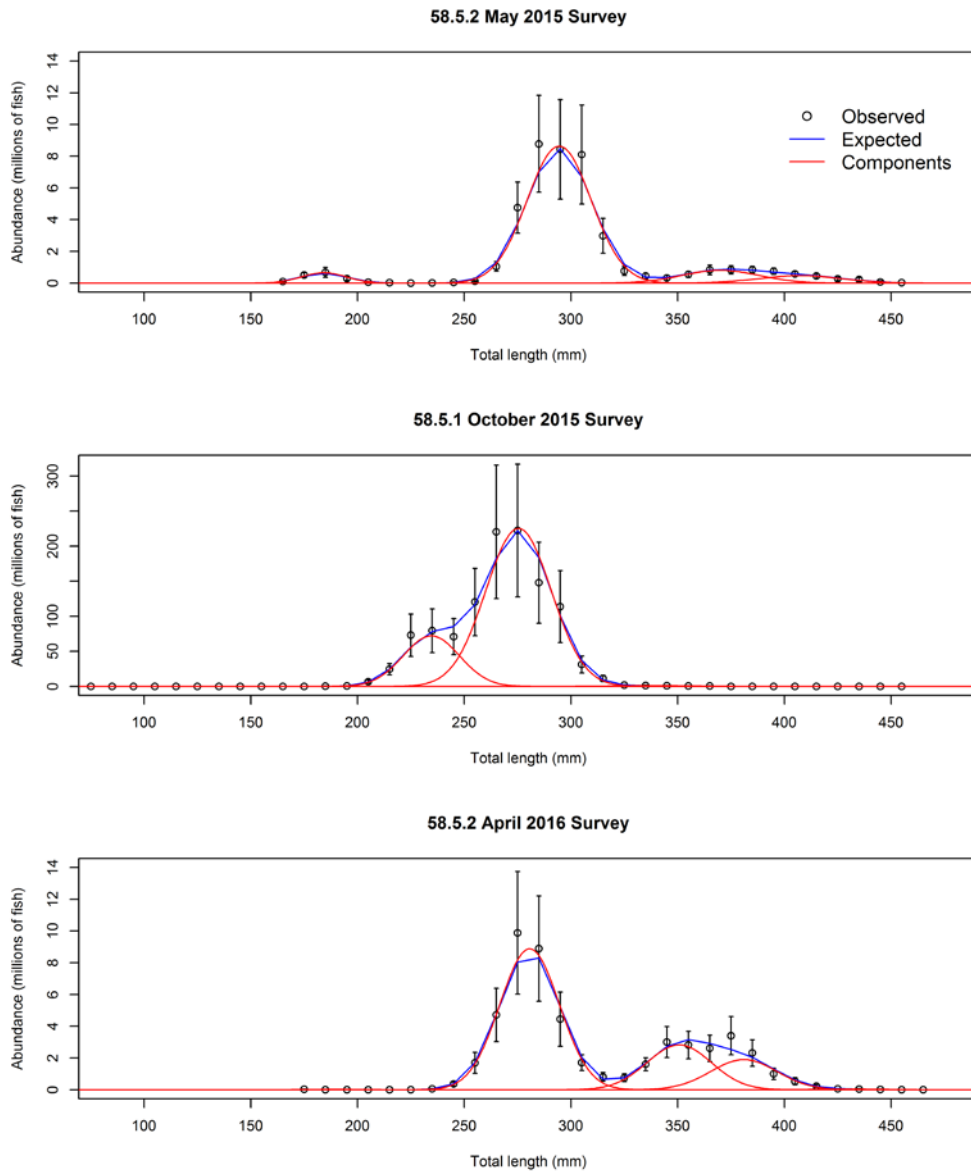 58.5.2 May 2015 Survey
Abundance (millions of fish)
14
12
10
8
6
4
2
0
Observed
Expected
Components
100 150 200 250 300 350 400 450
Total length (mm)
58.5.1 October 2015 Survey
Abundance (millions of fish)
300
200
100
50
0
100 150 200 250 300 350 400 450
Total length (mm)
58.5.2 April 2016 Survey
Abundance (millions of fish)
14
12
10
8
6
4
2
0
100 150 200 250 300 350 400 450
Total length (mm)